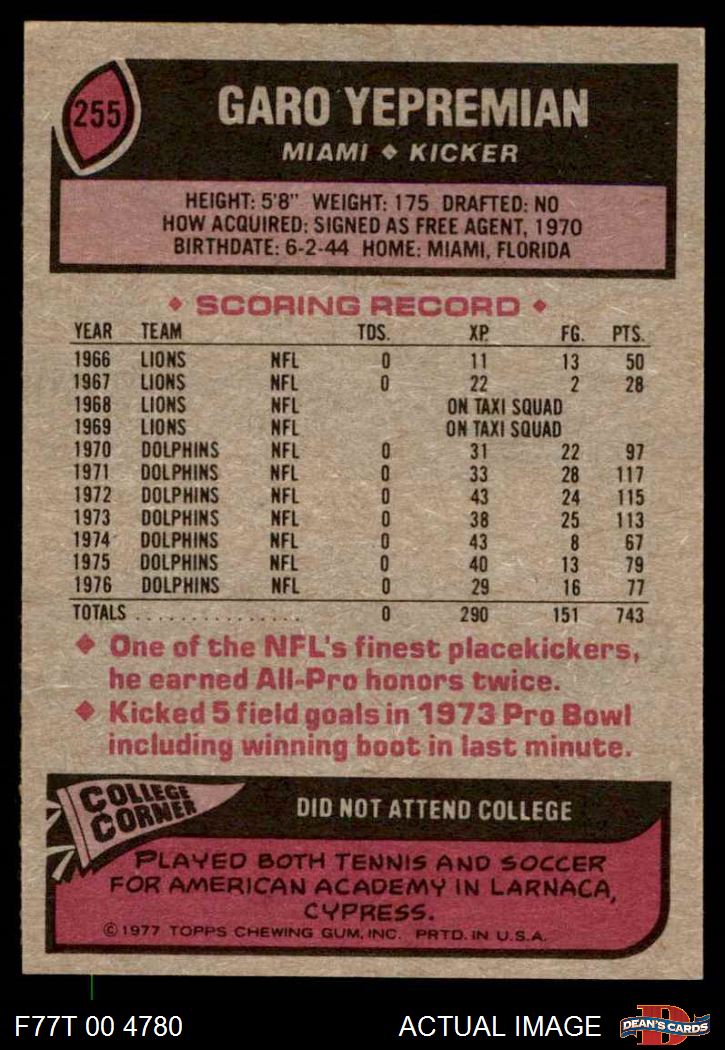 255
GARO YEPREMIAN
MIAMI ◆ KICKER
HEIGHT: 5'8" WEIGHT: 175 DRAFTED: NO
HOW ACQUIRED: SIGNED AS FREE AGENT, 1970
BIRTHDATE: 6-2-44 HOME: MIAMI, FLORIDA
◆ SCORING RECORD ◆
YEAR TEAM TDS. XP. FG. PTS.
1966 LIONS NFL 0 11 13 50
1967 LIONS NFL 0 22 2 28
1968 LIONS NFL ON TAXI SQUAD
1969 LIONS NFL ON TAXI SQUAD
1970 DOLPHINS NFL 0 31 22 97
1971 DOLPHINS NFL 0 33 28 117
1972 DOLPHINS NFL 0 43 24 115
1973 DOLPHINS NFL 0 38 25 113
1974 DOLPHINS NFL 0 43 8 67
1975 DOLPHINS NFL 0 40 13 79
1976 DOLPHINS NFL 0 29 16 77
TOTALS ............... 0 290 151 743
◆ One of the NFL's finest placekickers,
he earned All-Pro honors twice.
◆ Kicked 5 field goals in 1973 Pro Bowl
including winning boot in last minute.
COLLEGE
CORNER
DID NOT ATTEND COLLEGE
PLAYED BOTH TENNIS AND SOCCER
FOR AMERICAN ACADEMY IN LARNACA,
CYPRESS.
©1977 TOPPS CHEWING GUM, INC. PRTD. IN U.S.A.
F77T 00 4780
ACTUAL IMAGE
D
DEAN'S CARDS